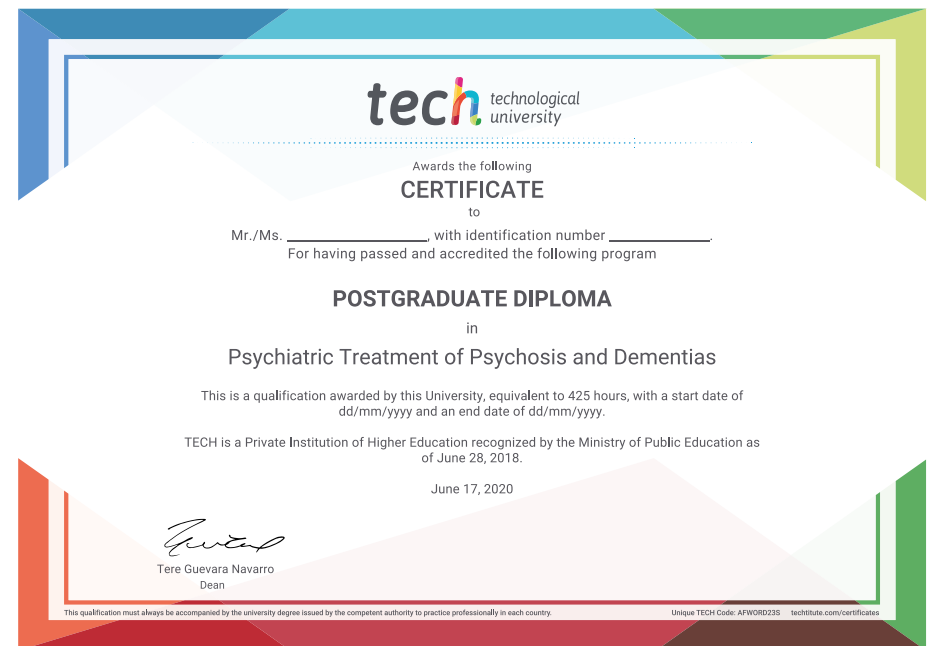 tech technological
university
Awards the following
CERTIFICATE
to
Mr./Ms. ____________, with identification number ____________.
For having passed and accredited the following program
POSTGRADUATE DIPLOMA
in
Psychiatric Treatment of Psychosis and Dementias
This is a qualification awarded by this University, equivalent to 425 hours, with a start date of
dd/mm/yyyy and an end date of dd/mm/yyyy.
TECH is a Private Institution of Higher Education recognized by the Ministry of Public Education as
of June 28, 2018.
June 17, 2020
Tere Guevara Navarro
Dean
This qualification must always be accompanied by the university degree issued by the competent authority to practice professionally in each country. Unique TECH Code: AFWORD23S techtitute.com/certificates